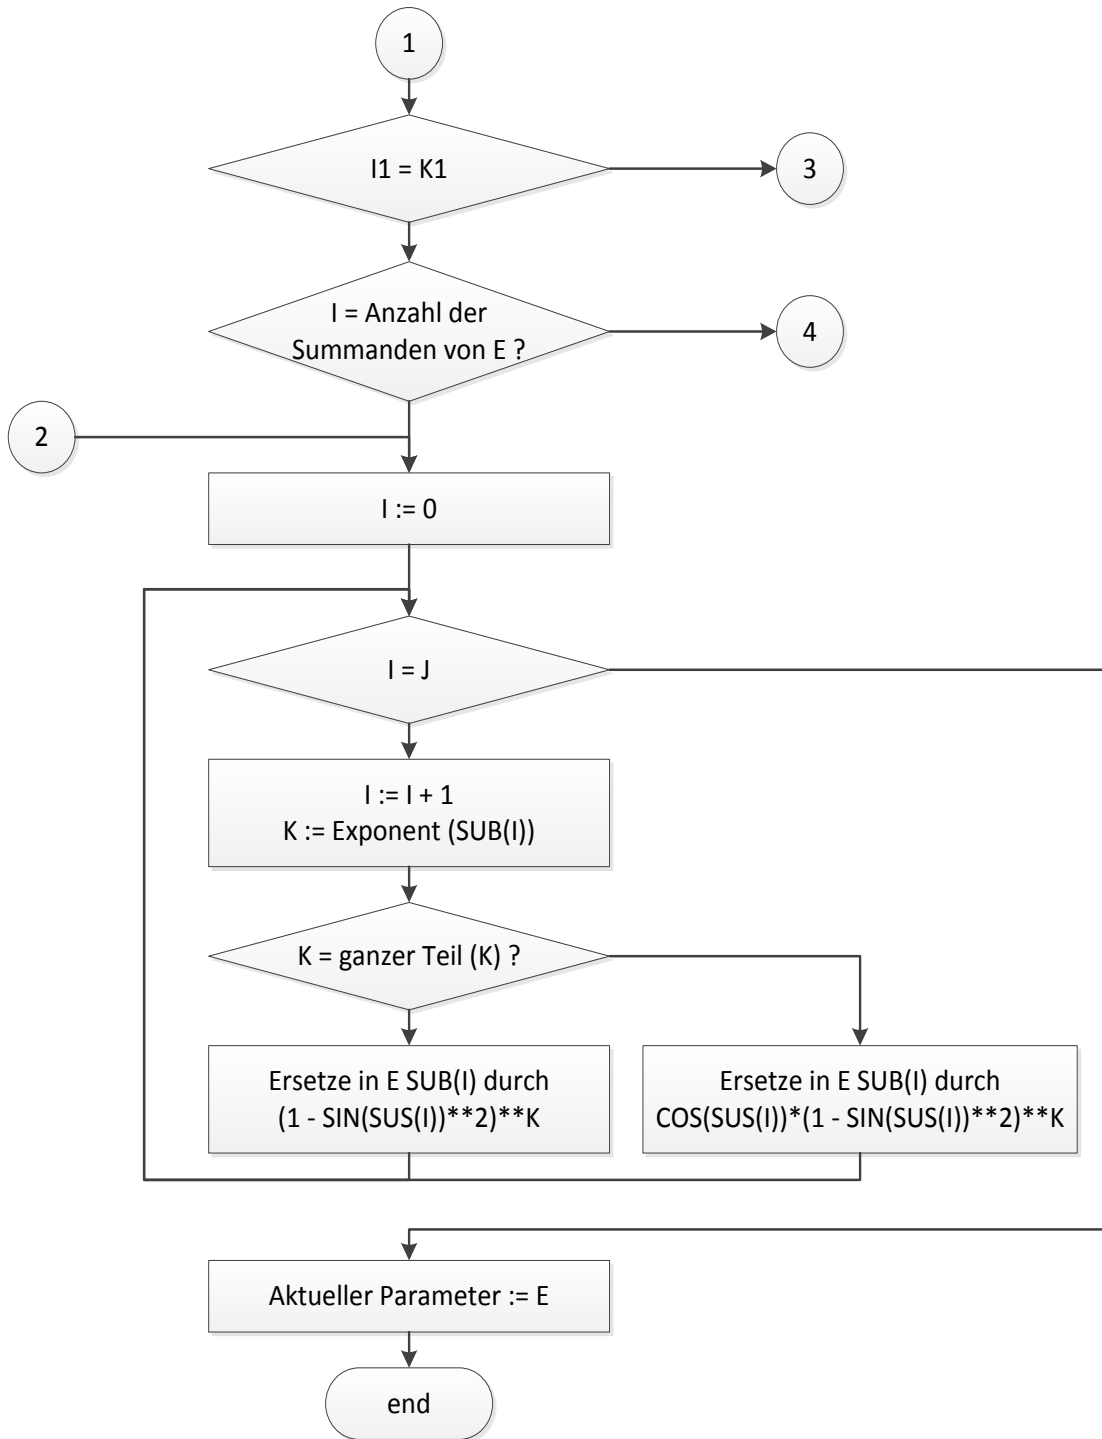 1
I1 = K1
3
I = Anzahl der
Summanden von E ?
4
2
I := 0
I = J
I := I + 1
K := Exponent (SUB(I))
K = ganzer Teil (K) ?
Ersetze in E SUB(I) durch
(1 - SIN(SUS(I))**2)**K
Ersetze in E SUB(I) durch
COS(SUS(I))*(1 - SIN(SUS(I))**2)**K
Aktueller Parameter := E
end